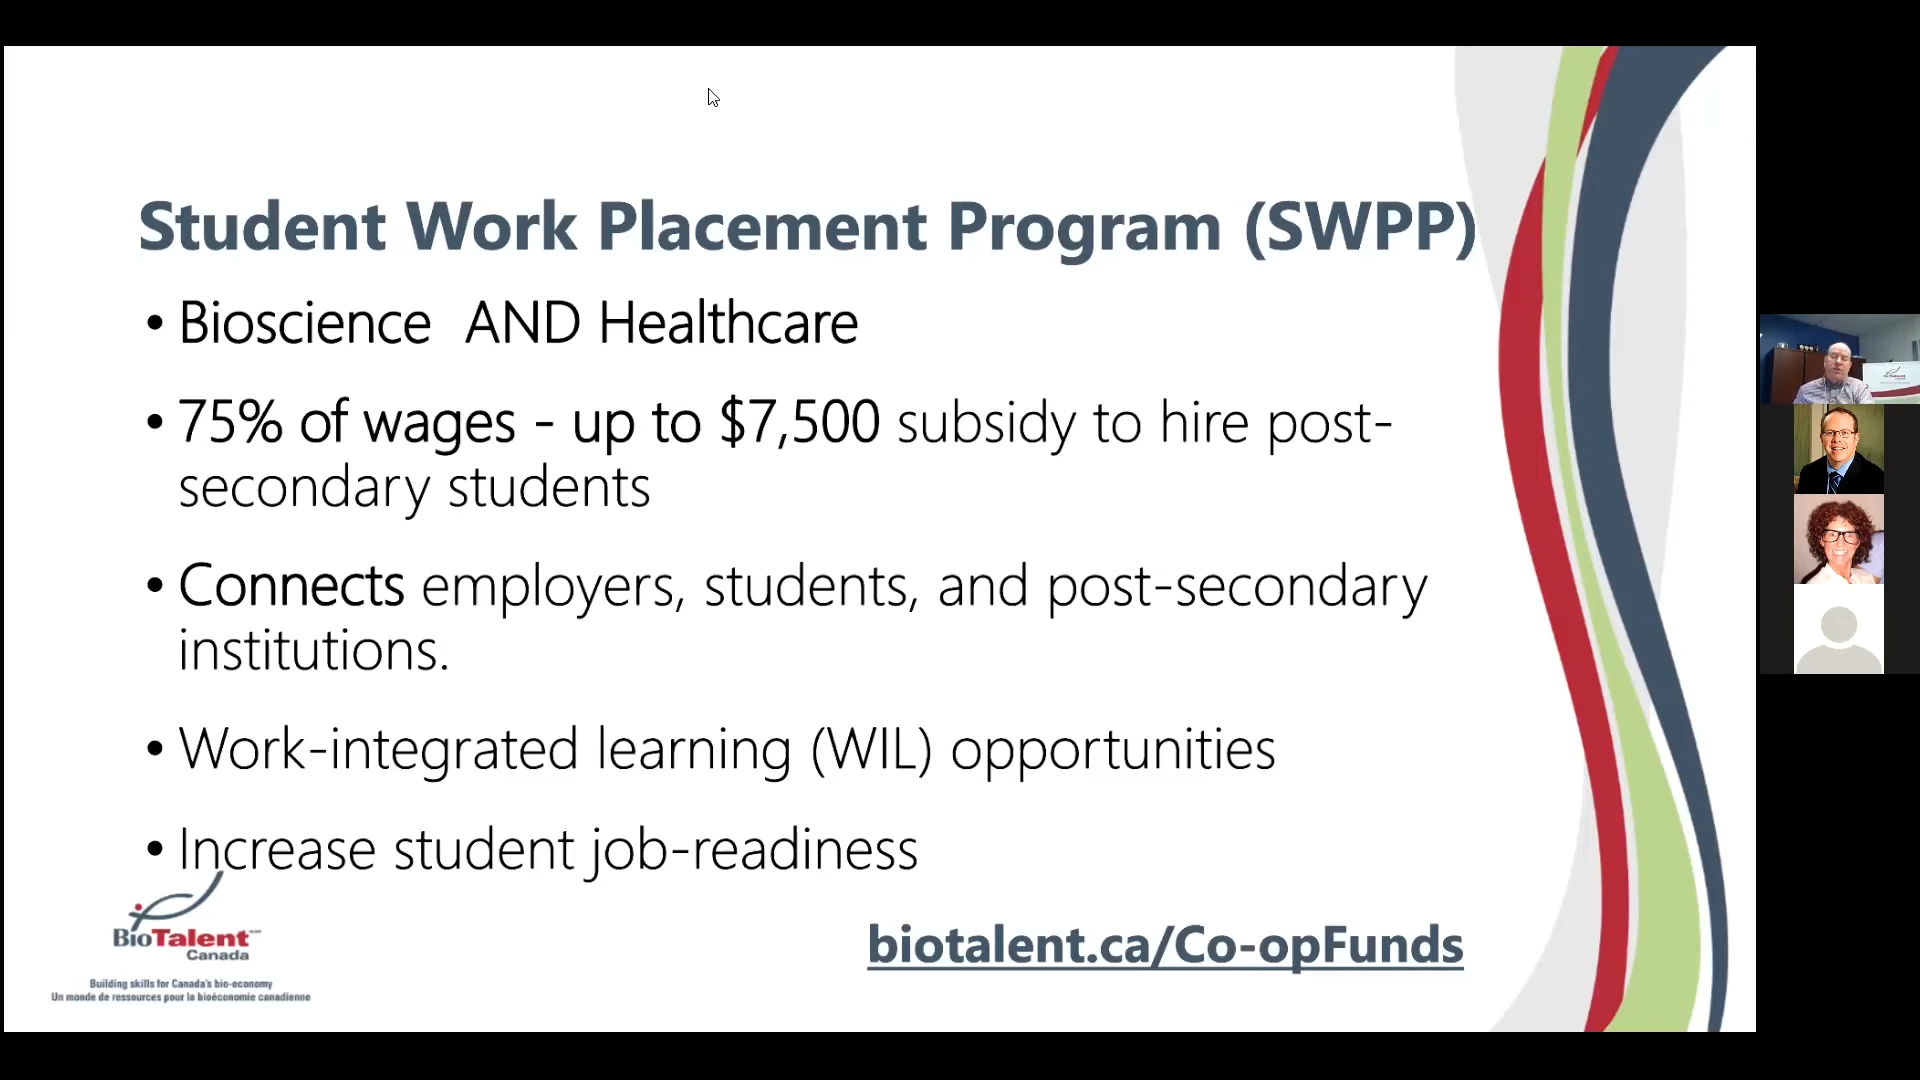 Student Work Placement Program (SWPP)
• Bioscience  AND Healthcare
• 75% of wages - up to $7,500 subsidy to hire post-
secondary students
• Connects employers, students, and post-secondary
institutions.
• Work-integrated learning (WIL) opportunities
• Increase student job-readiness
BioTalent
Canada
Building skills for Canada's bio-economy
Un monde de ressources pour la bioéconomie canadienne
biotalent.ca/Co-opFunds